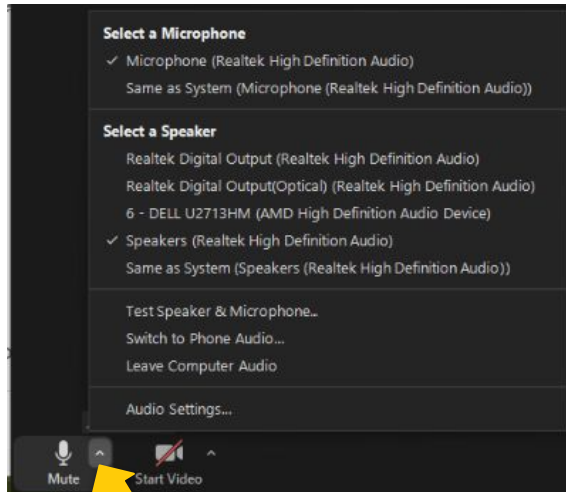 Select a Microphone
Microphone (Realtek High Definition Audio)
Same as System (Microphone (Realtek High Definition Audio))
Select a Speaker
Realtek Digital Output (Realtek High Definition Audio)
Realtek Digital Output(Optical) (Realtek High Definition Audio)
6 - DELL U2713HM (AMD High Definition Audio Device)
Speakers (Realtek High Definition Audio)
Same as System (Speakers (Realtek High Definition Audio))
Test Speaker & Microphone...
Switch to Phone Audio...
Leave Computer Audio
Audio Settings...
Mute Start Video